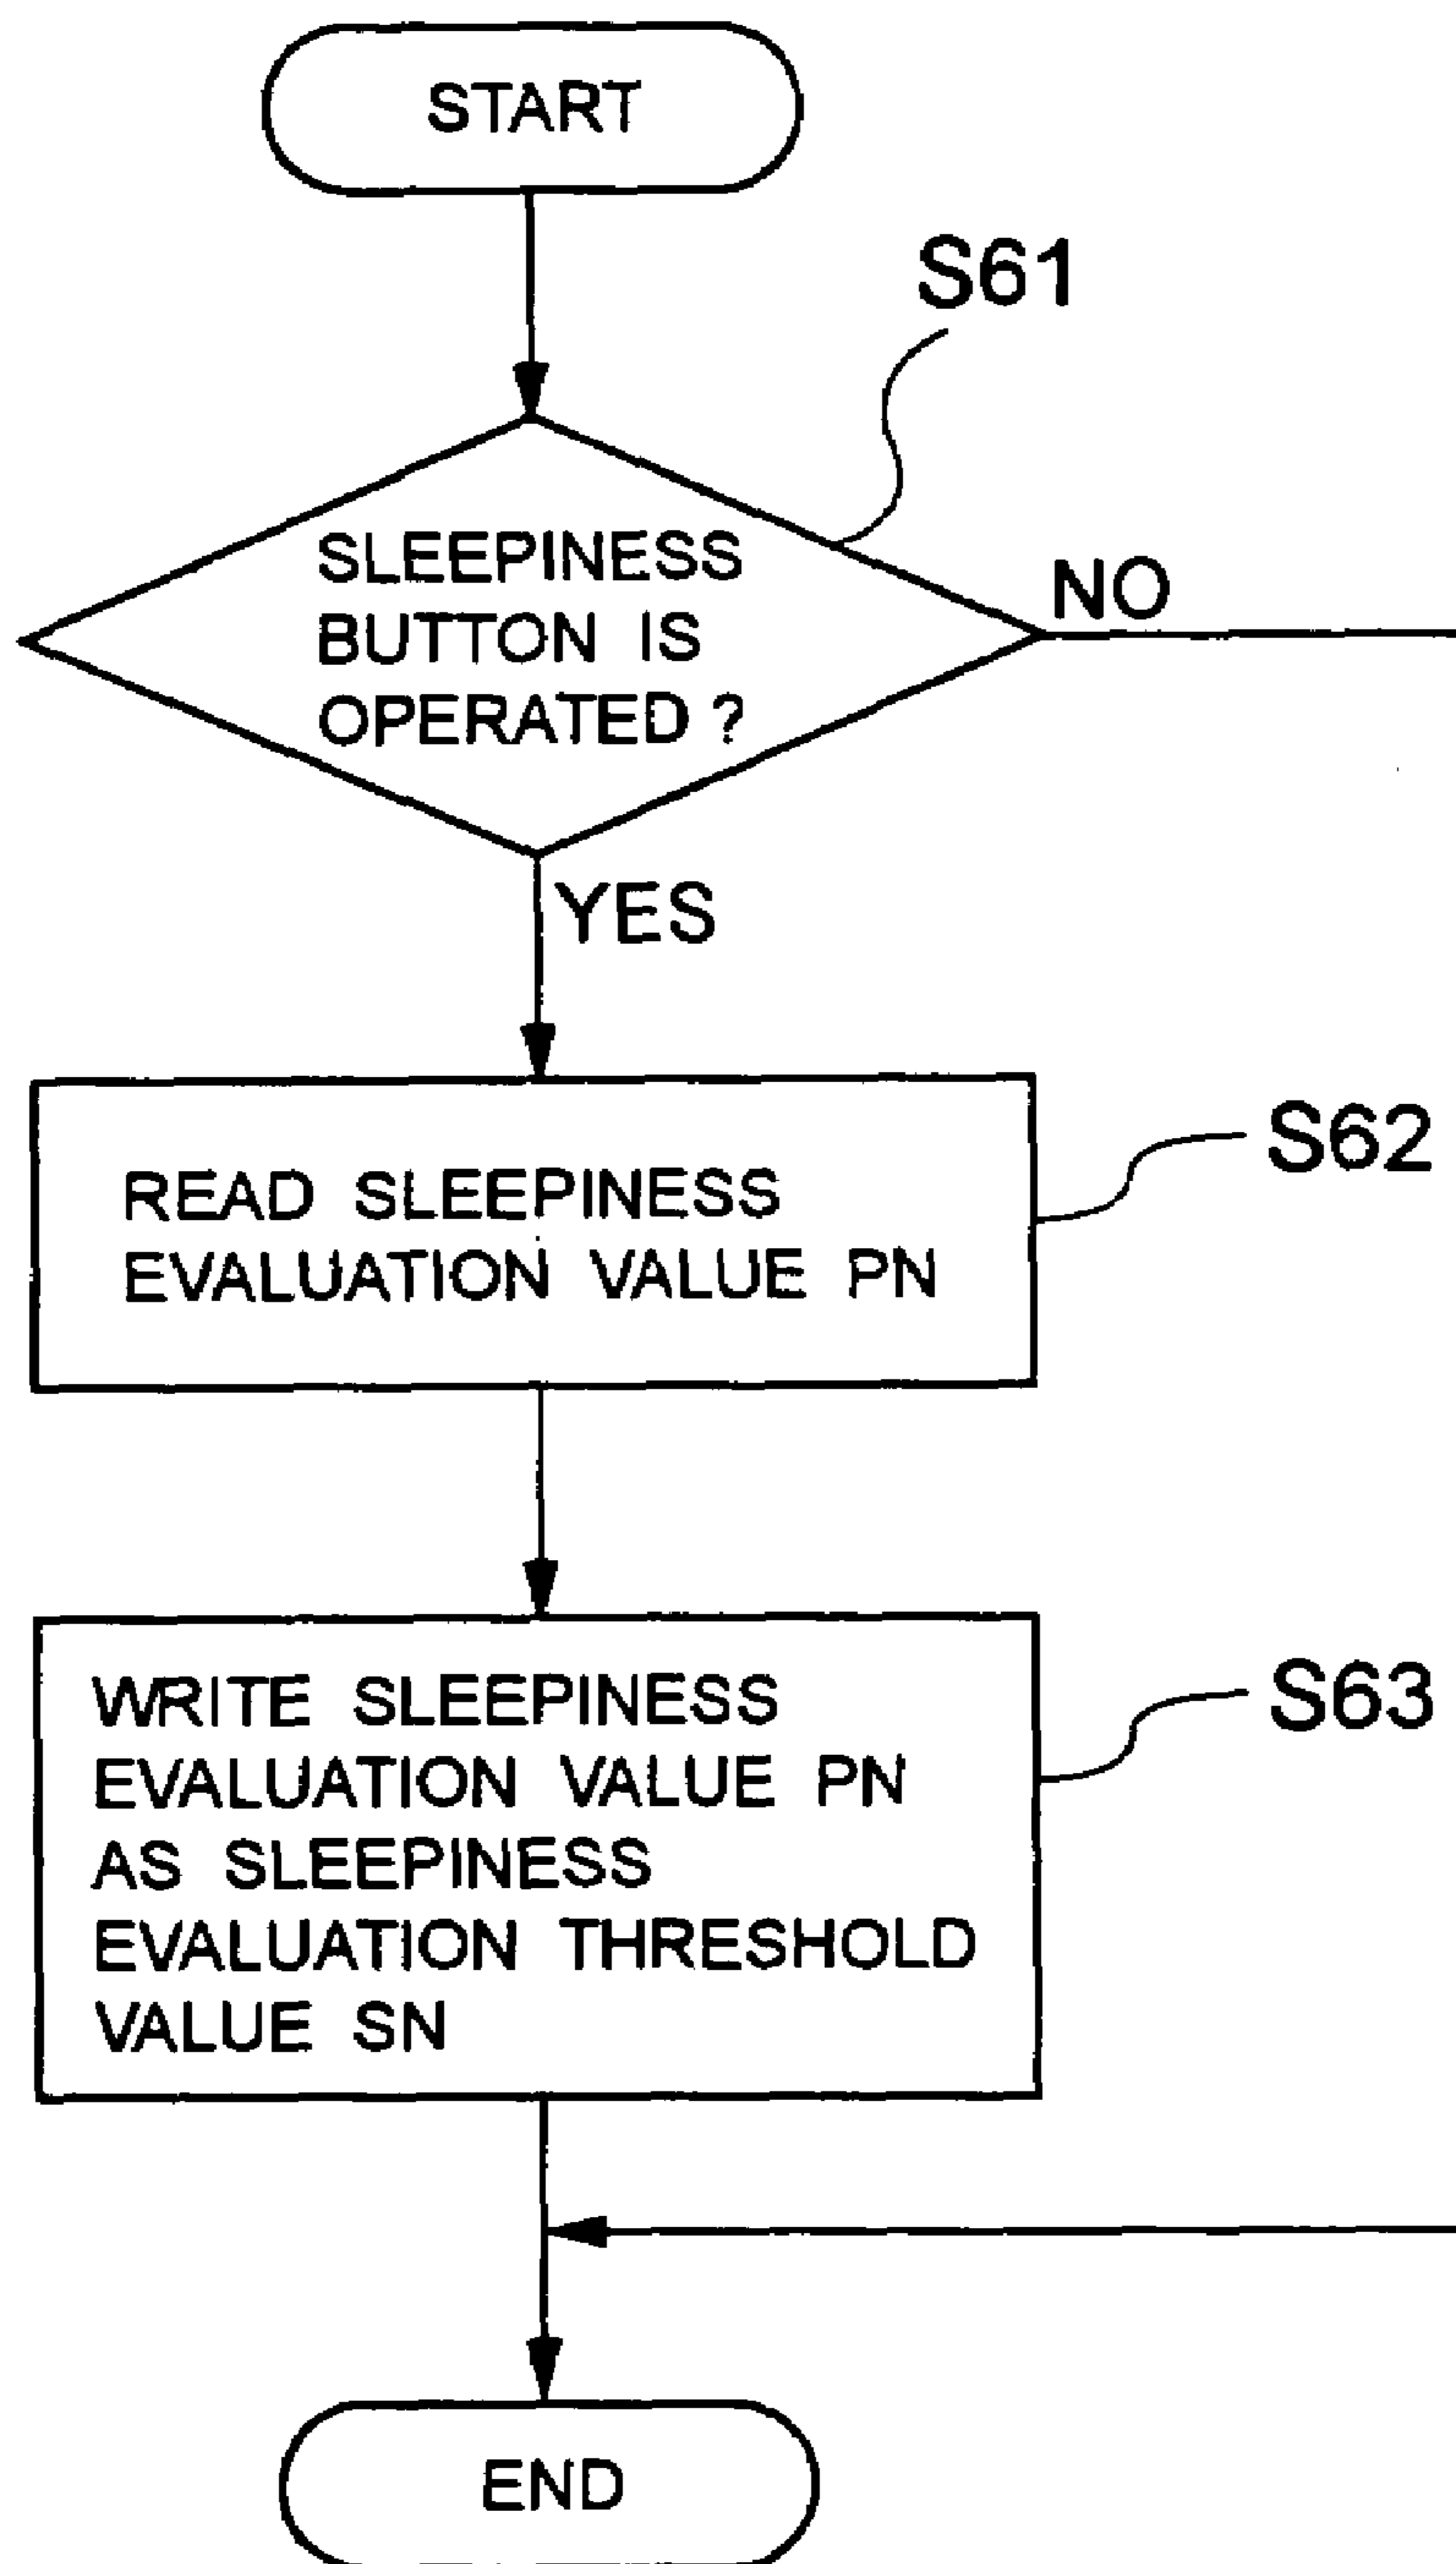 START
S61
SLEEPINESS
BUTTON IS
OPERATED ?
NO
YES
READ SLEEPINESS
EVALUATION VALUE PN
S62
WRITE SLEEPINESS
EVALUATION VALUE PN
AS SLEEPINESS
EVALUATION THRESHOLD
VALUE SN
S63
END